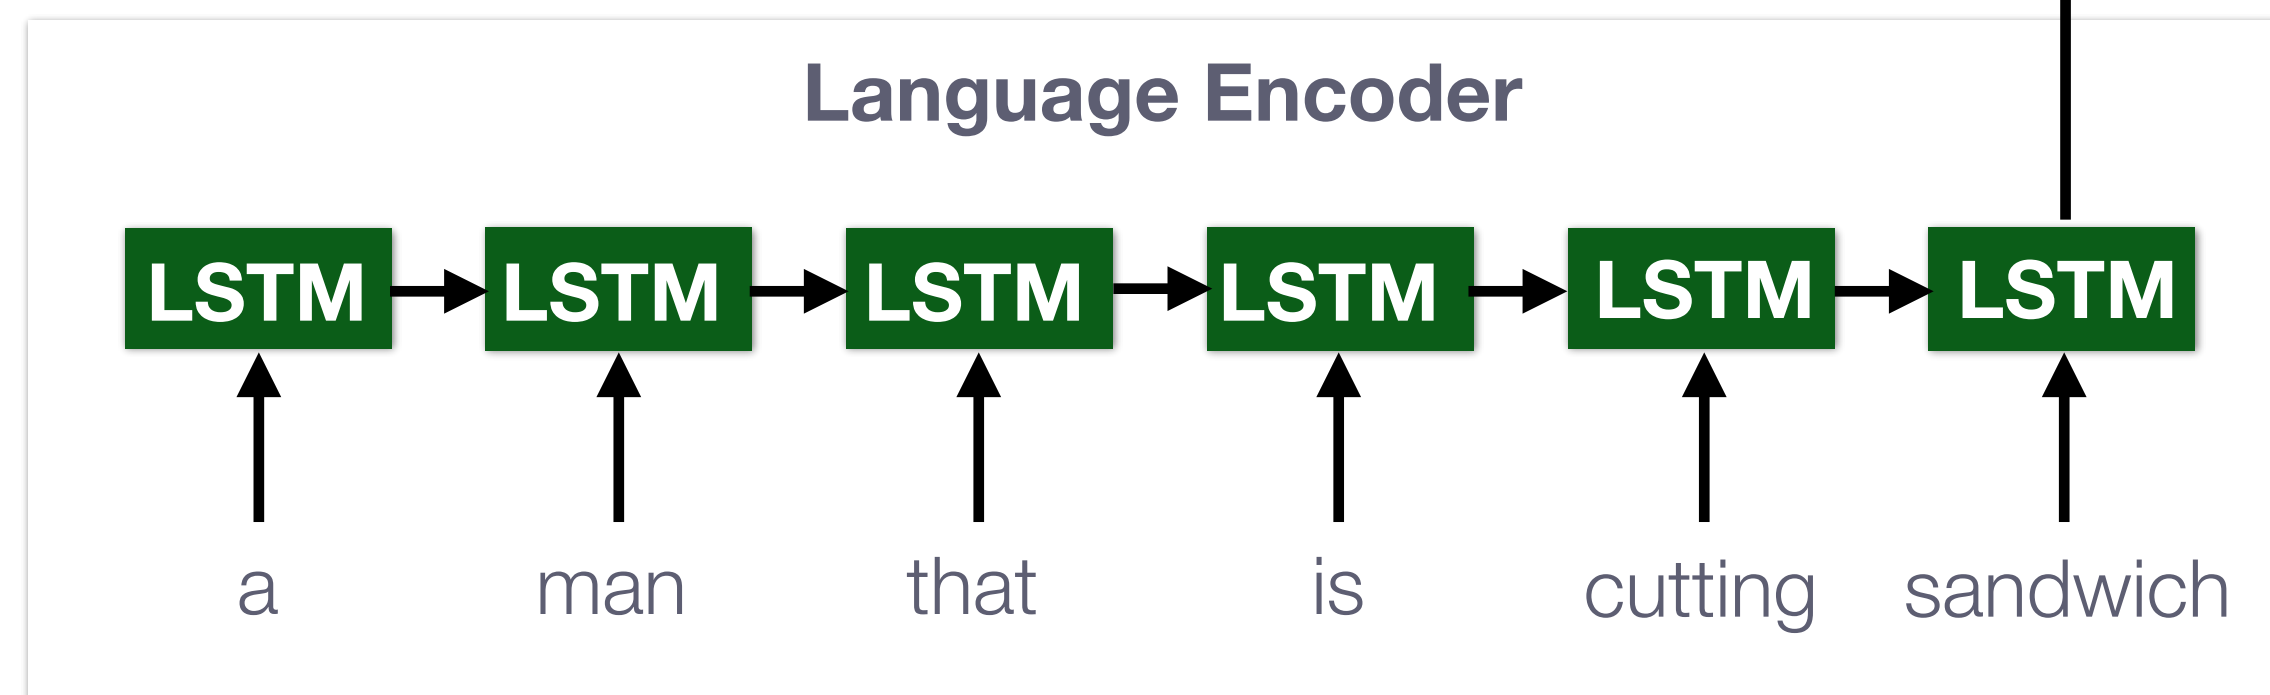 Language Encoder
LSTM LSTM LSTM LSTM LSTM LSTM
a man that is cutting sandwich